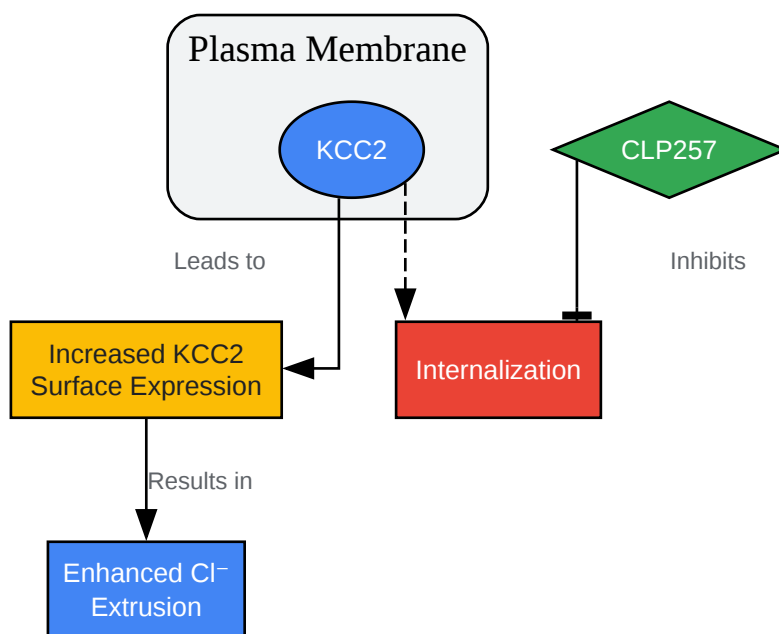 Plasma Membrane
KCC2
CLP257
Leads to
Inhibits
Increased KCC2
Surface Expression
Internalization
Results in
Enhanced Cl⁻
Extrusion